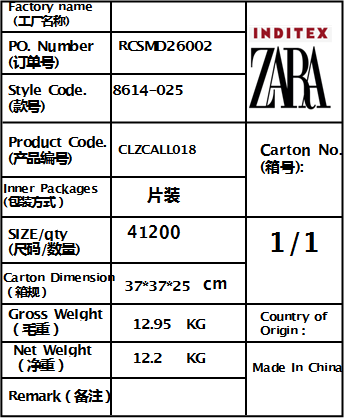 Factory name
(工厂名称)
INDITEX
ZARA
PO. Number
(订单号)
RCSMD26002
Style Code.
(款号)
8614-025
Product Code.
(产品编号)
CLZCALL018
Carton No.
(箱号):
Inner Packages
(包装方式)
片装
SIZE/qty
(尺码/数量)
41200
1/1
Carton Dimension
(箱规)
37*37*25 cm
Gross Weight
(毛重)
12.95 KG
Country of
Origin:
Net Weight
(净重)
12.2 KG
Made In China
Remark(备注)